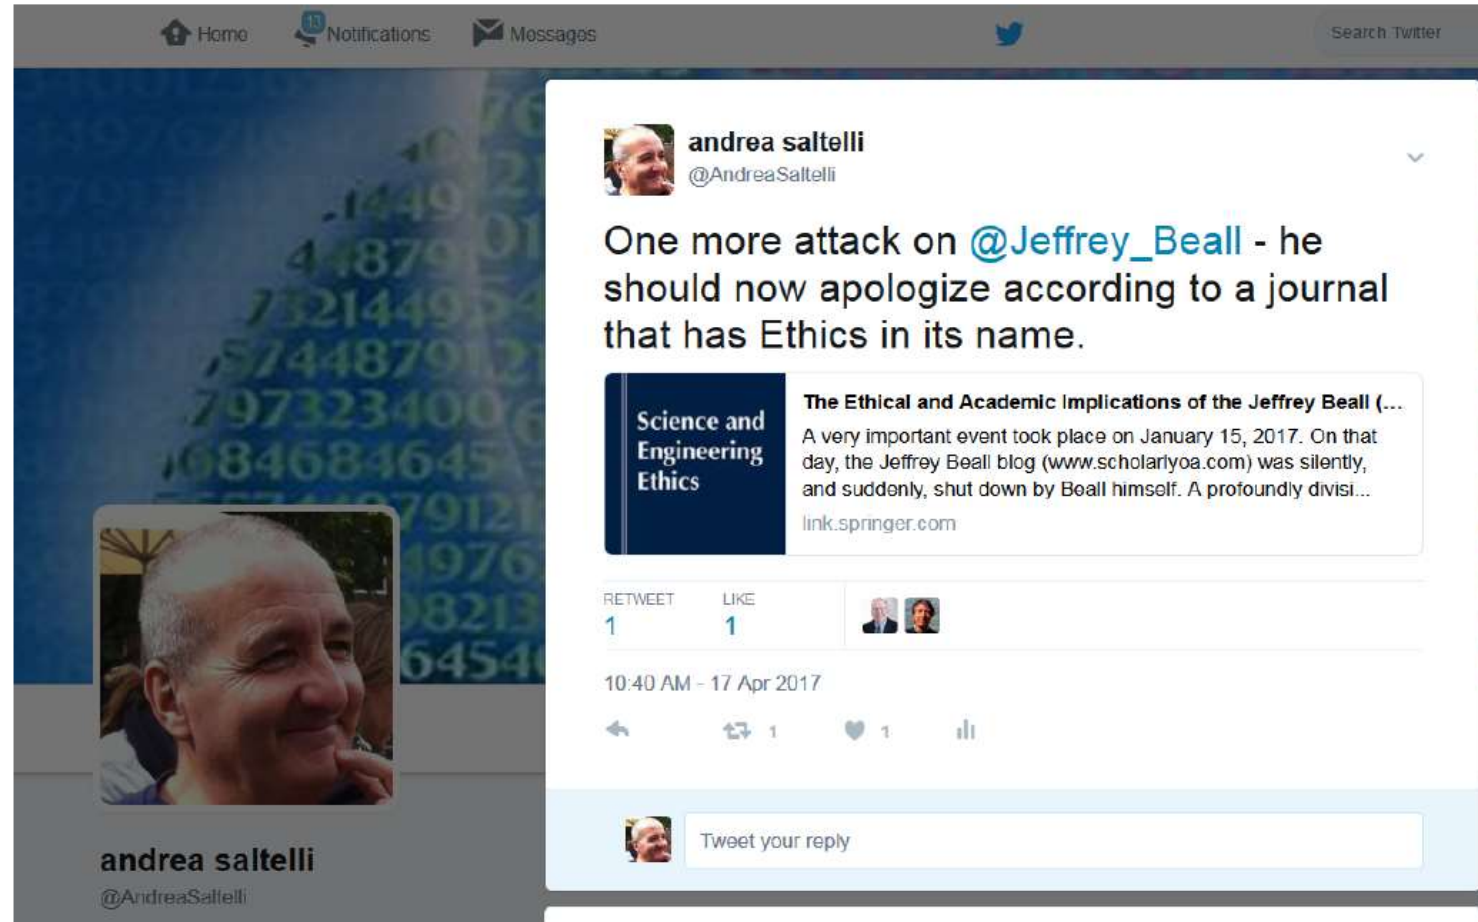 Home
13
Notifications
Messages
Search Twitter
andrea saltelli
@AndreaSaltelli
One more attack on @Jeffrey_Beall - he
should now apologize according to a journal
that has Ethics in its name.
Science and
Engineering
Ethics
The Ethical and Academic Implications of the Jeffrey Beall (...
A very important event took place on January 15, 2017. On that
day, the Jeffrey Beall blog (www.scholarlyoa.com) was silently,
and suddenly, shut down by Beall himself. A profoundly divisi...
link.springer.com
RETWEET
LIKE
1
1
10:40 AM - 17 Apr 2017
1
1
Tweet your reply
andrea saltelli
@AndreaSaltelli